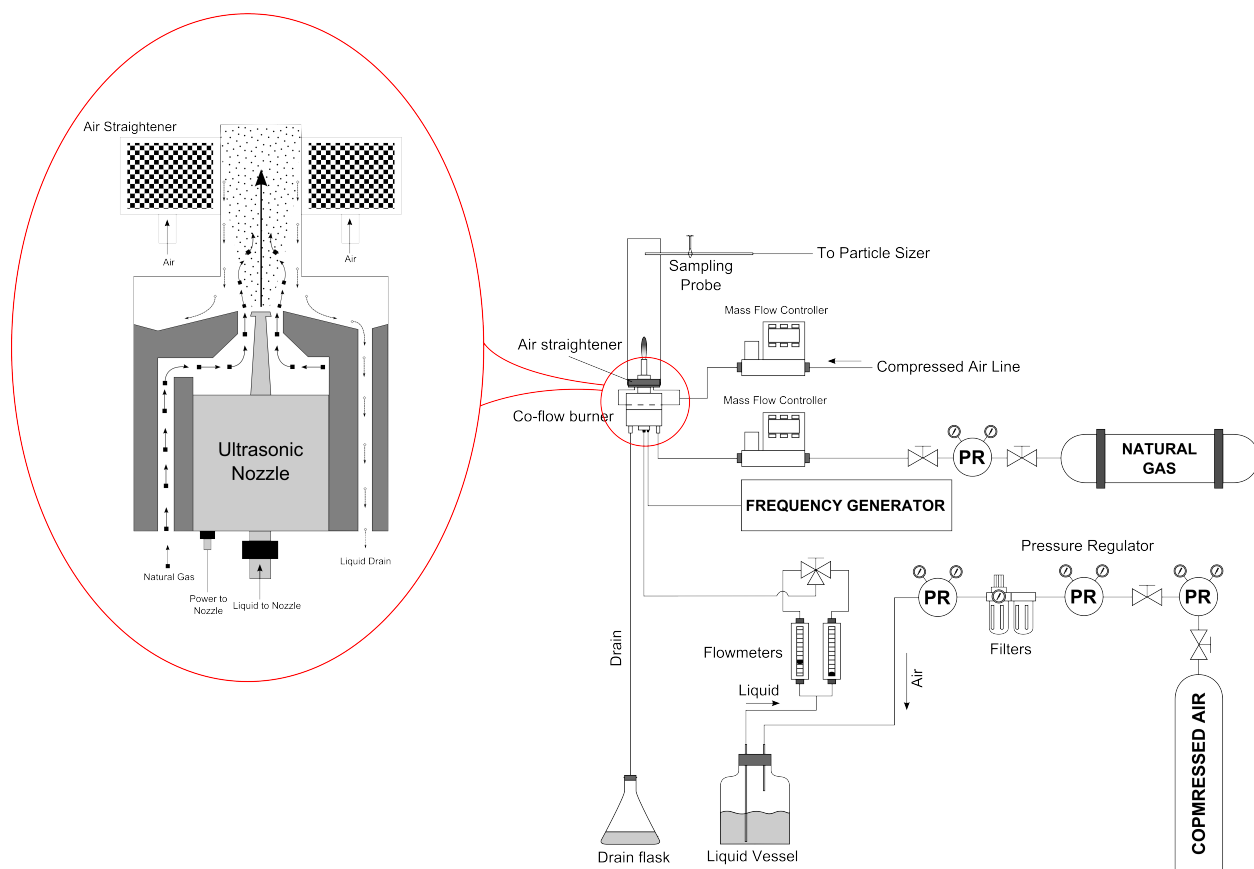 Air Straightener
Air
Air
Ultrasonic
Nozzle
Natural Gas
Power to
Nozzle
Liquid to Nozzle
Liquid Drain
To Particle Sizer
Sampling
Probe
Mass Flow Controller
Air straightener
Compressed Air Line
Mass Flow Controller
Co-flow burner
PR
NATURAL
GAS
FREQUENCY GENERATOR
Pressure Regulator
PR
PR
PR
Filters
Drain
Flowmeters
Liquid
Air
COPMRESSED AIR
Drain flask
Liquid Vessel